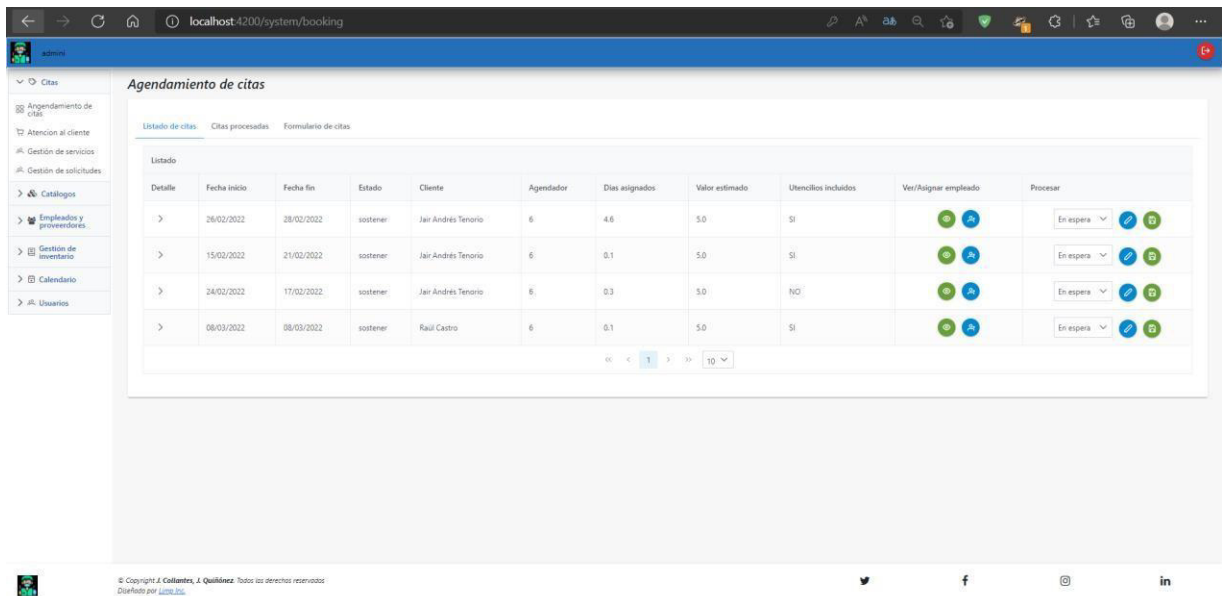 localhost:4200/system/booking
admini
Citas
Agendamiento de citas
Angendamiento de citas
Atencion al cliente
Gestión de servicios
Gestión de solicitudes
Catálogos
Empleados y proveerdores
Gestión de inventario
Calendario
Usuarios
Listado de citas Citas procesadas Formulario de citas
Listado
Detalle Fecha inicio Fecha fin Estado Cliente Agendador Dias asignados Valor estimado Utencilios incluidos Ver/Asignar empleado Procesar
26/02/2022 28/02/2022 sostener Jair Andrés Tenorio 6 4.6 5.0 SI En espera
15/02/2022 21/02/2022 sostener Jair Andrés Tenorio 6 0.1 5.0 SI En espera
24/02/2022 17/02/2022 sostener Jair Andrés Tenorio 6 0.3 5.0 NO En espera
08/03/2022 08/03/2022 sostener Raúl Castro 6 0.1 5.0 SI En espera
<< < 1 > >> 10
© Copyright J. Collantes, J. Quiñónez. Todos los derechos reservados
Diseñado por Limp Inc.